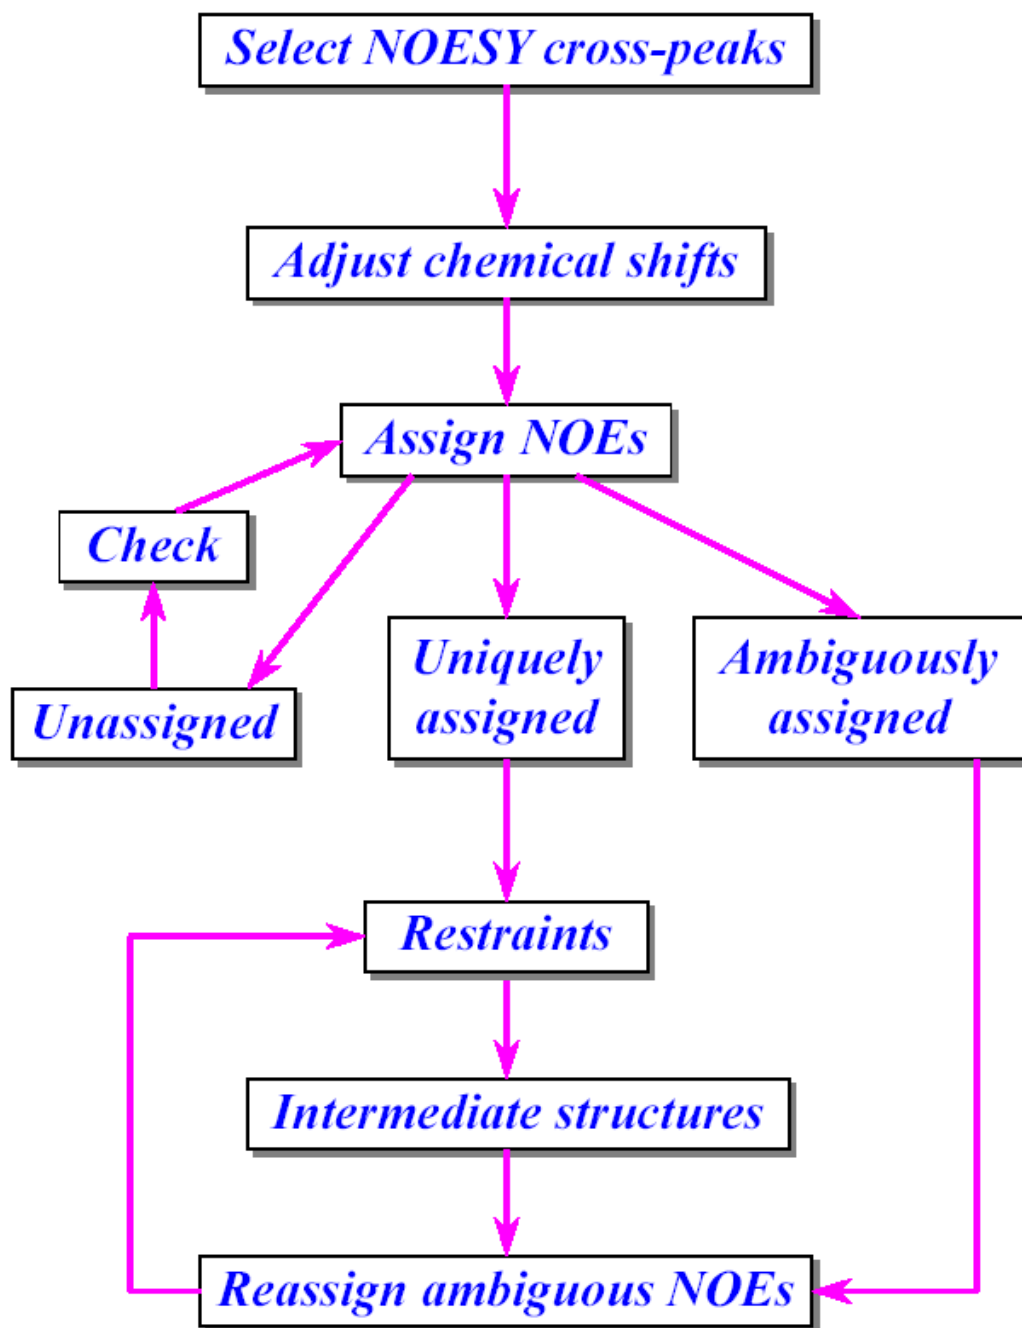 Select NOESY cross-peaks
Adjust chemical shifts
Assign NOEs
Check
Uniquely
assigned
Ambiguously
assigned
Unassigned
Restraints
Intermediate structures
Reassign ambiguous NOEs